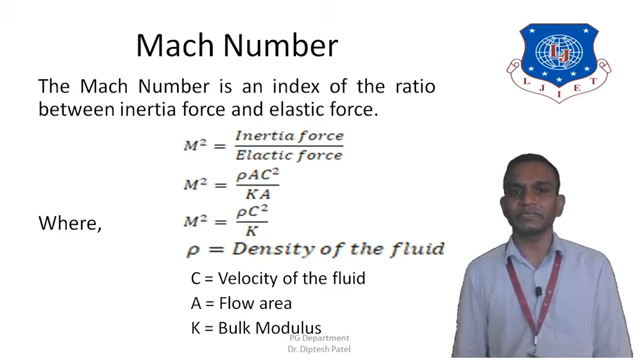 Mach Number
The Mach Number is an index of the ratio
between inertia force and elastic force.
M² = Inertia force / Elactic force
M² = ρAC² / KA
Where,
M² = ρC² / K
ρ = Density of the fluid
C = Velocity of the fluid
A = Flow area
K = Bulk Modulus
PG Department
Dr. Diptesh Patel
LJ
LJIET